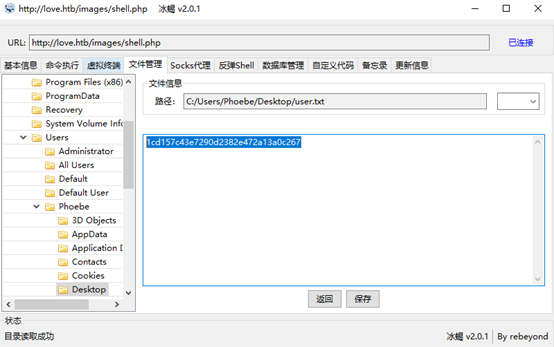 http://love.htb/images/shell.php 冰蝎 v2.0.1
URL: http://love.htb/images/shell.php 已连接
基本信息 命令执行 虚拟终端 文件管理 Socks代理 反弹Shell 数据库管理 自定义代码 备忘录 更新信息
Program Files (x86)
ProgramData
Recovery
System Volume Info
Users
Administrator
All Users
Default
Default User
Phoebe
3D Objects
AppData
Application D
Contacts
Cookies
Desktop
文件信息
路径: C:/Users/Phoebe/Desktop/user.txt
1cd157c43e7290d2382e472a13a0c267
返回 保存
状态
目录读取成功 冰蝎 v2.0.1 By rebeyond